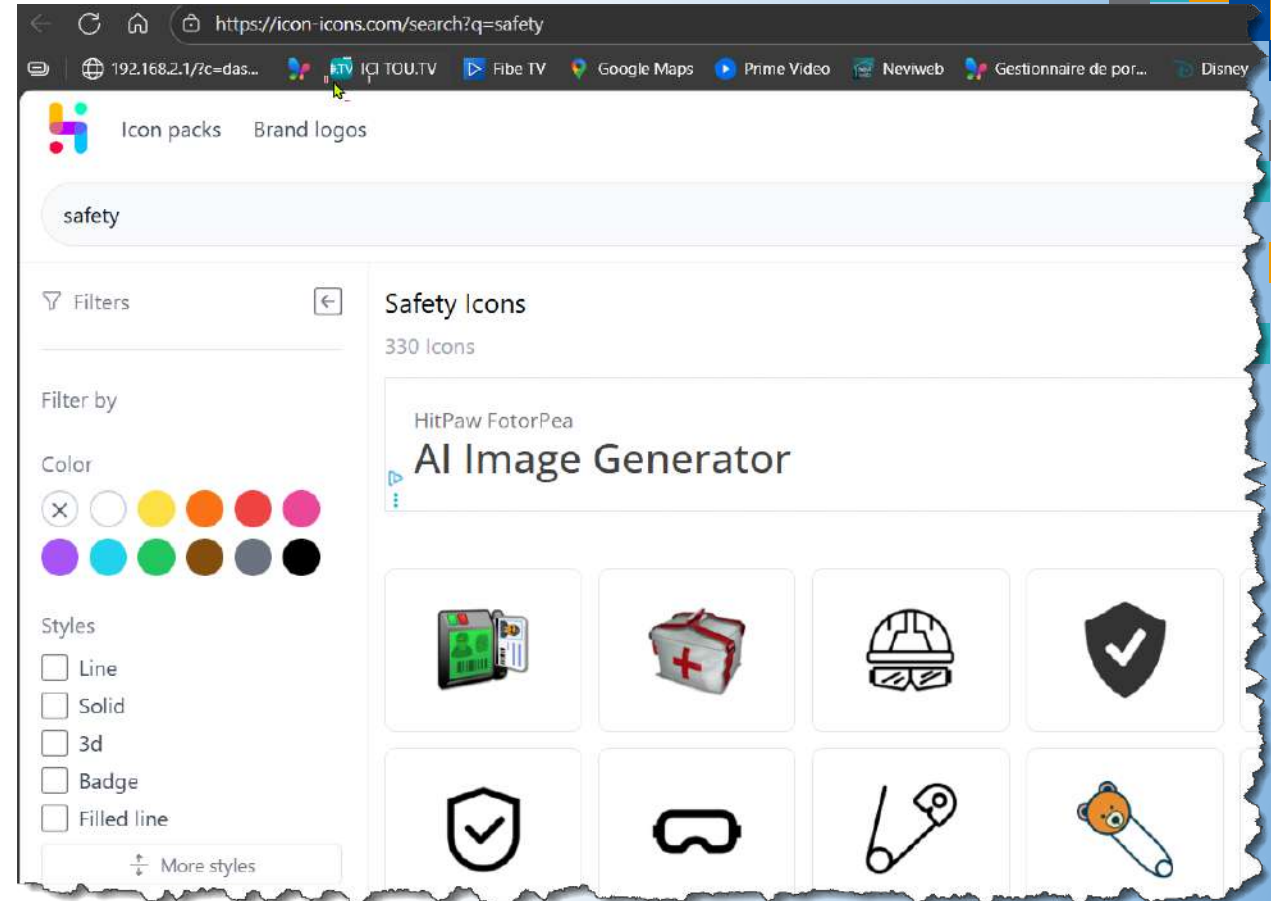 https://icon-icons.com/search?q=safety
192.168.2.1/?c=das... .TV ICI TOU.TV Fibe TV Google Maps Prime Video Neviweb Gestionnaire de por... Disney
Icon packs Brand logos
safety
Filters
Safety Icons
330 Icons
Filter by
HitPaw FotorPea
AI Image Generator
Color
Styles
Line
Solid
3d
Badge
Filled line
More styles